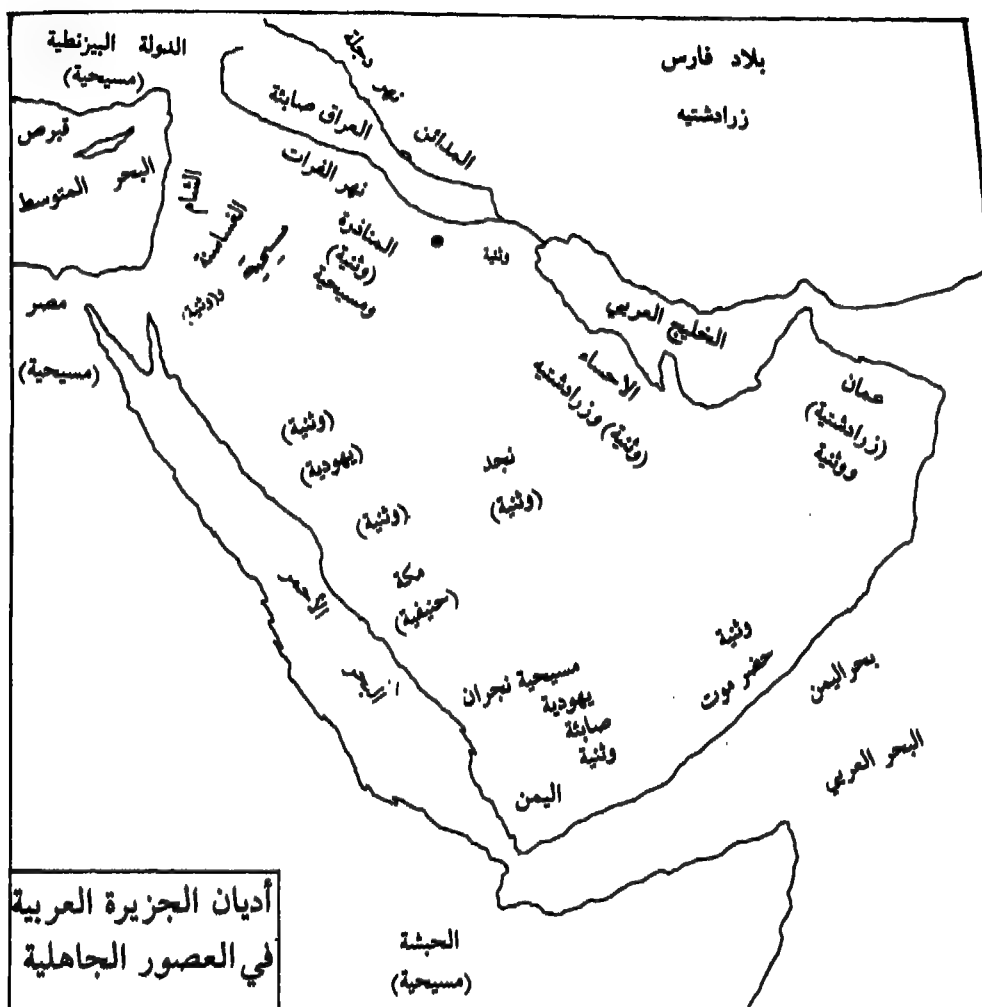 الدولة البيزنطية
(مسيحية)
قبرص
البحر المتوسط
نهر دجلة
المدائن
العراق صابئة
نهر الفرات
بلاد فارس
زرادشتيه
الشام
الغساسنة
مسيحية
وادثنية
المناذرة
(وثنية)
ومسيحية
وثنية
الخليج العربي
مصر
(مسيحية)
الاحساء
(وثنية) وزرادشتيه
عمان
(زرادشتية)
ووثنية
(وثنية)
(يهودية)
(وثنية)
نجد
(وثنية)
مكة
(حنيفية)
مسيحية نجران
يهودية
صابئة
وثنية
اليمن
وثنية
حضر موت
بحر اليمن
البحر العربي
الحبشة
(مسيحية)
أديان الجزيرة العربية
في العصور الجاهلية